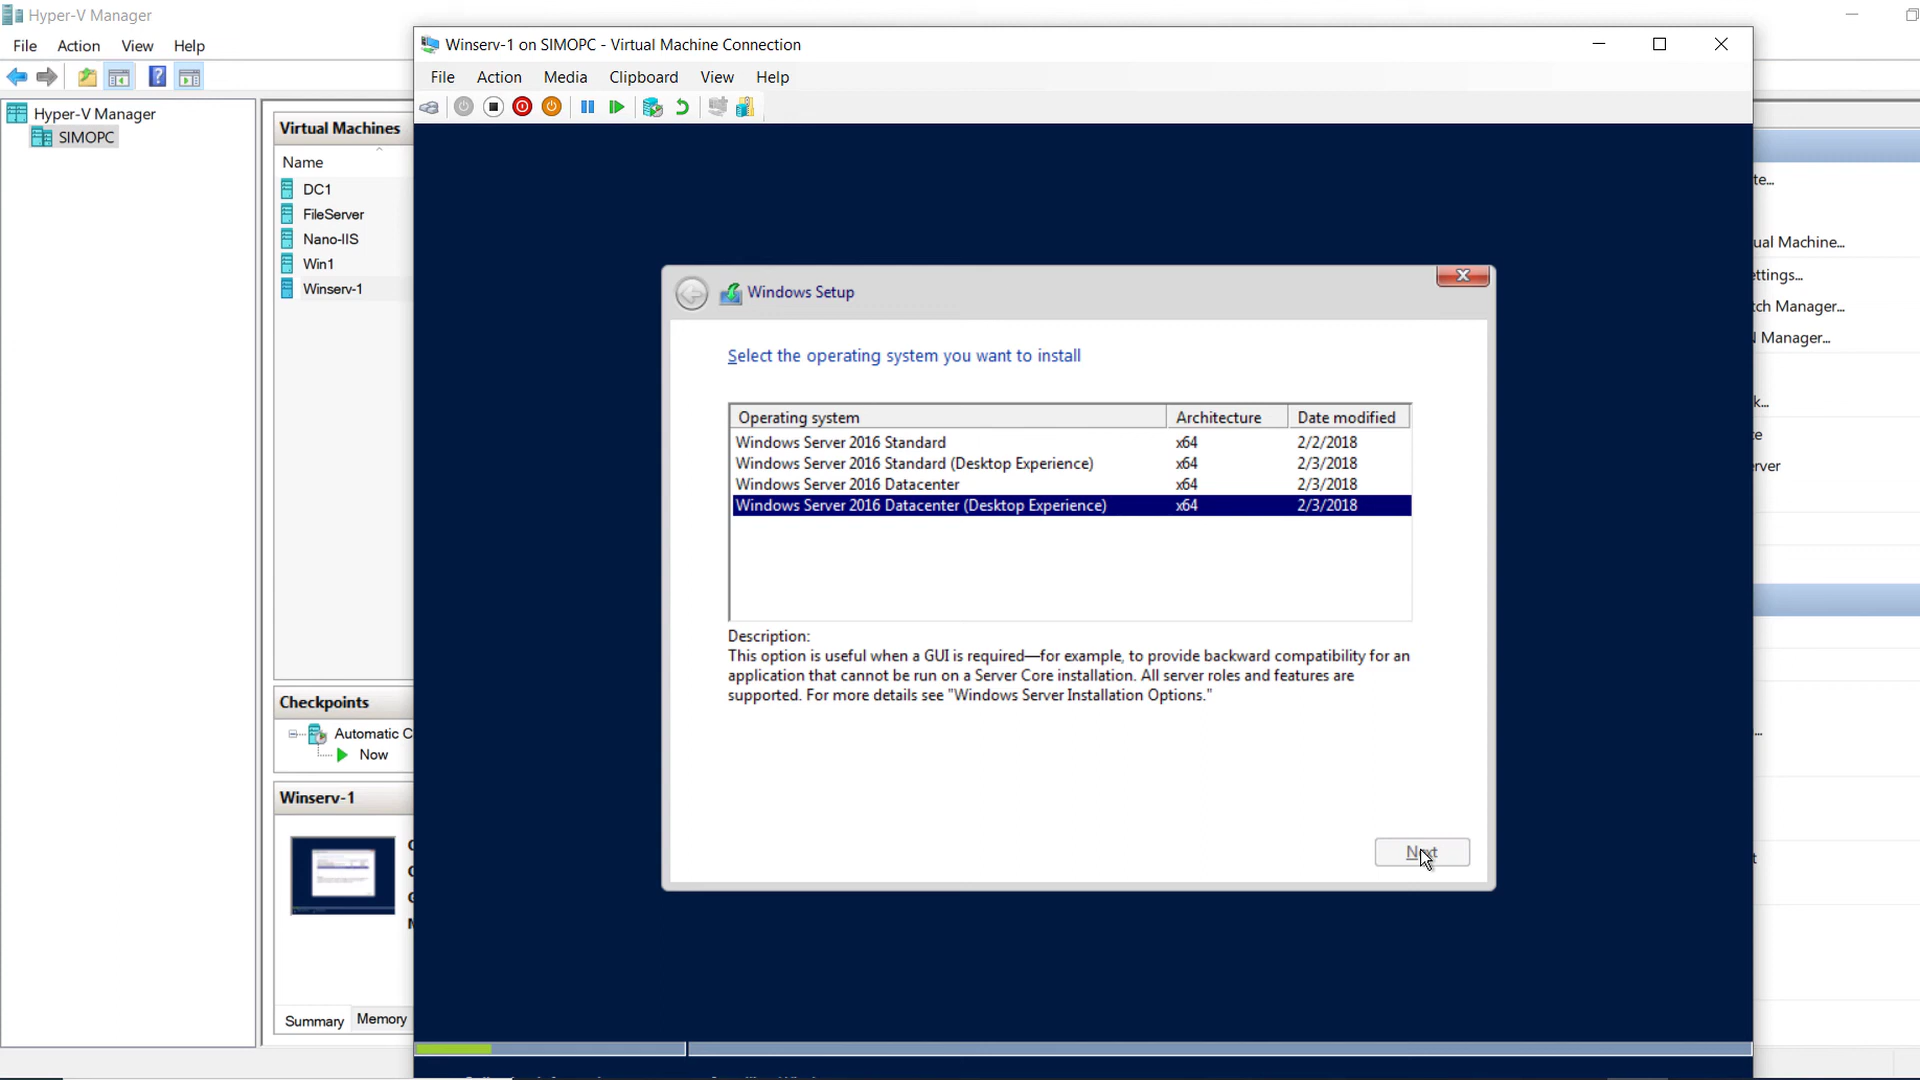 Hyper-V Manager
File Action View Help
Hyper-V Manager
SIMOPC
Virtual Machines
Name
DC1
FileServer
Nano-IIS
Win1
Winserv-1
Checkpoints
Automatic C
Now
Winserv-1
Summary Memory
Winserv-1 on SIMOPC - Virtual Machine Connection
File Action Media Clipboard View Help
Windows Setup
Select the operating system you want to install
Operating system Architecture Date modified
Windows Server 2016 Standard x64 2/2/2018
Windows Server 2016 Standard (Desktop Experience) x64 2/3/2018
Windows Server 2016 Datacenter x64 2/3/2018
Windows Server 2016 Datacenter (Desktop Experience) x64 2/3/2018
Description:
This option is useful when a GUI is required—for example, to provide backward compatibility for an
application that cannot be run on a Server Core installation. All server roles and features are
supported. For more details see "Windows Server Installation Options."
Next
te...
ual Machine...
ettings...
tch Manager...
N Manager...
k...
te
erver
...
t